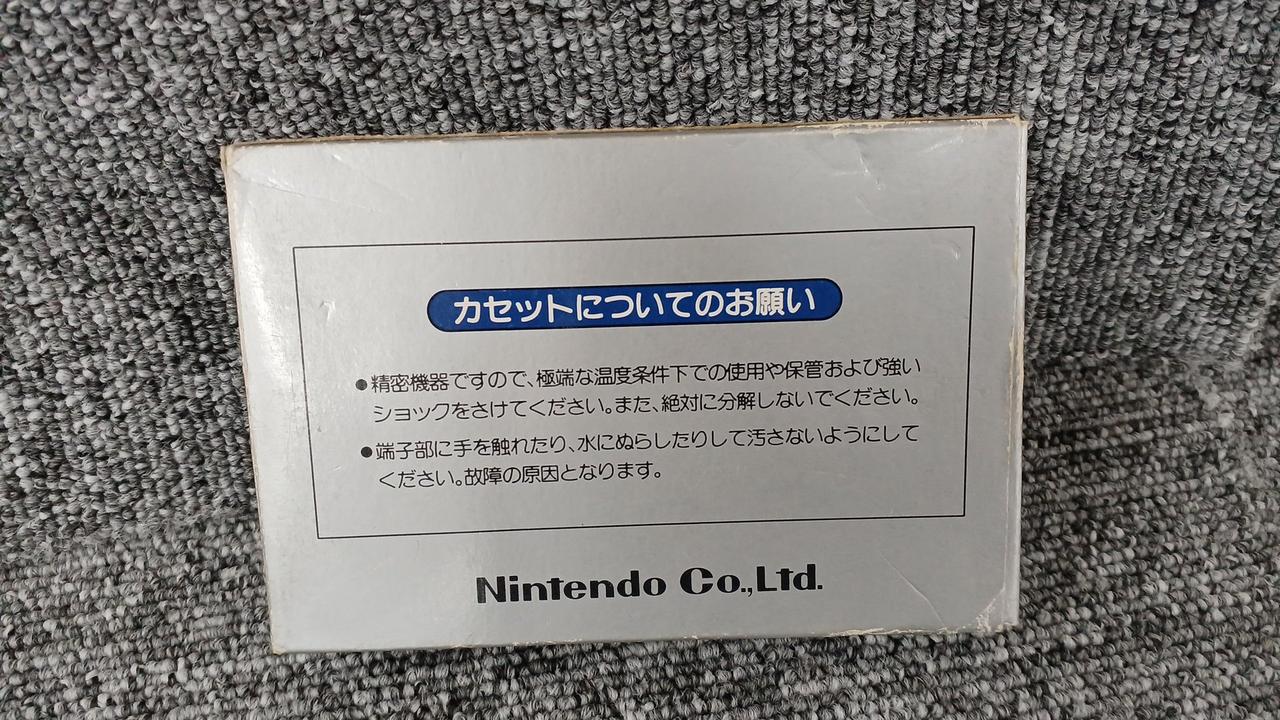 カセットについてのお願い
●精密機器ですので、極端な温度条件下での使用や保管および強い
ショックをさけてください。また、絶対に分解しないでください。
●端子部に手を触れたり、水にぬらしたりして汚さないようにして
ください。故障の原因となります。
Nintendo Co.,Ltd.